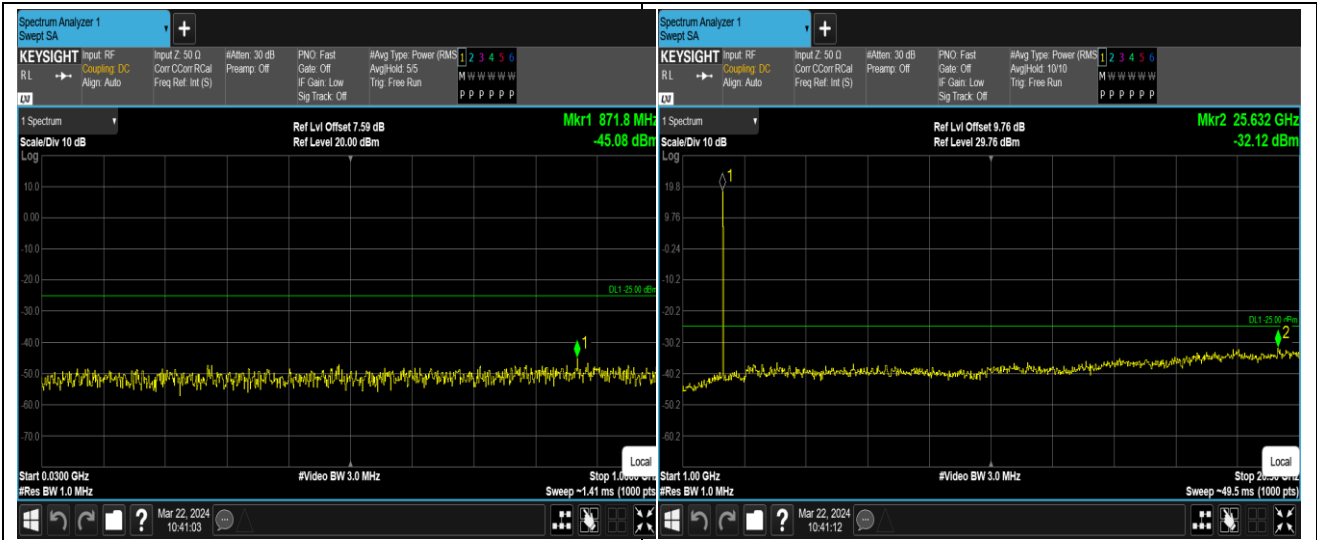 Spectrum Analyzer 1
Swept SA
+
KEYSIGHT Input: RF Input Z: 50 Ω #Atten: 30 dB PNO: Fast #Avg Type: Power (RMS 1 2 3 4 5 6
RL Coupling: DC Corr CCorr RCal Preamp: Off Gate: Off Avg|Hold: 5/5 M W W W W W
Align: Auto Freq Ref: Int (S) IF Gain: Low Trig: Free Run
Sig Track: Off P P P P P P
LXI
1 Spectrum
Ref Lvl Offset 7.59 dB Mkr1 871.8 MHz
Scale/Div 10 dB Ref Level 20.00 dBm -45.08 dBm
Log
10.0
0.00
-10.0
-20.0
DL1 -25.00 dBm
-30.0
-40.0
1
-50.0
-60.0
-70.0
Local
Start 0.0300 GHz #Video BW 3.0 MHz Stop
#Res BW 1.0 MHz Sweep ~1.41 ms (1000 pts
?
Mar 22, 2024
10:41:03
Spectrum Analyzer 1
Swept SA
+
KEYSIGHT Input: RF Input Z: 50 Ω #Atten: 30 dB PNO: Fast #Avg Type: Power (RMS 1 2 3 4 5 6
RL Coupling: DC Corr CCorr RCal Preamp: Off Gate: Off Avg|Hold: 10/10 M W W W W W
Align: Auto Freq Ref: Int (S) IF Gain: Low Trig: Free Run
Sig Track: Off P P P P P P
LXI
1 Spectrum
Ref Lvl Offset 9.76 dB Mkr2 25.632 GHz
Scale/Div 10 dB Ref Level 29.76 dBm -32.12 dBm
Log
1
19.8
9.76
-0.24
-10.2
-20.2
DL1 -25.00 dBm
2
-30.2
-40.2
-50.2
-60.2
Local
Start 1.00 GHz #Video BW 3.0 MHz Stop
#Res BW 1.0 MHz Sweep ~49.5 ms (1000 pts)
?
Mar 22, 2024
10:41:12